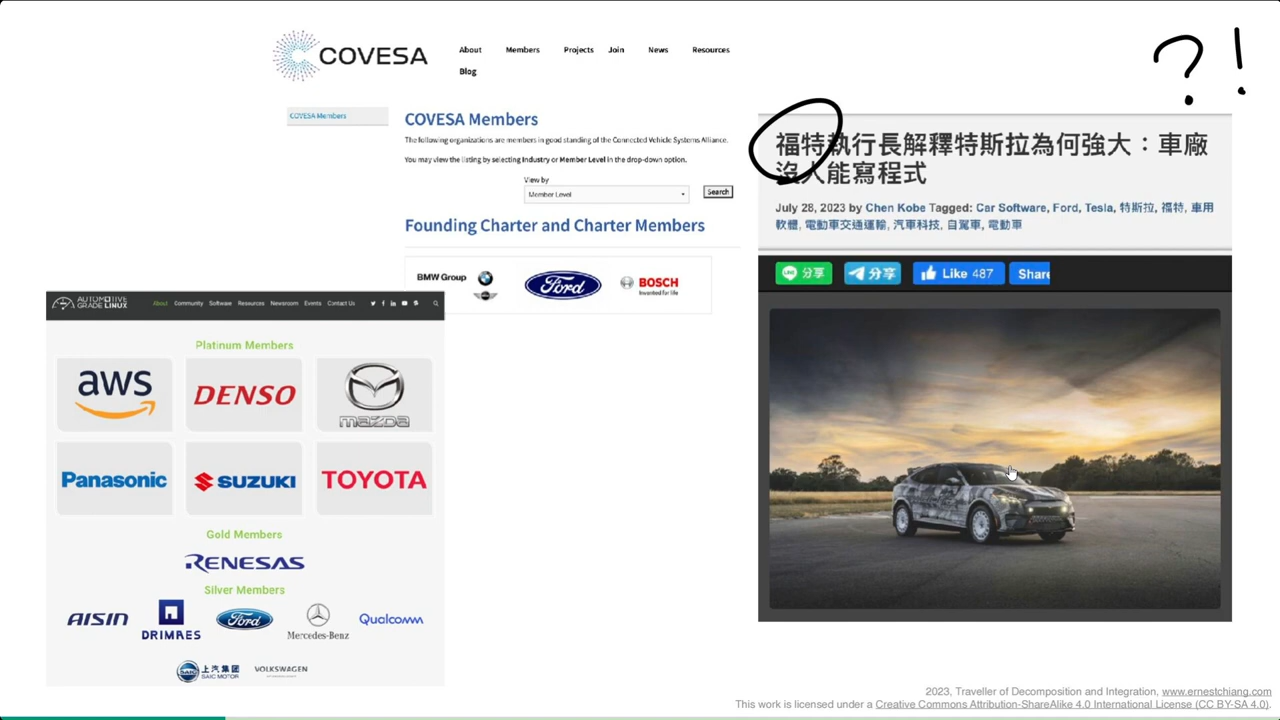 COVESA
About Members Projects Join News Resources
Blog
?!
COVESA Members
COVESA Members
The following organizations are members in good standing of the Connected Vehicle Systems Alliance.
You may view the listing by selecting Industry or Member Level in the drop-down option.
View by
Member Level
Search
Founding Charter and Charter Members
BMW Group
Ford
BOSCH
Invented for life
福特執行長解釋特斯拉為何強大：車廠
沒人能寫程式
July 28, 2023 by Chen Kobe Tagged: Car Software, Ford, Tesla, 特斯拉, 福特, 車用
軟體, 電動車交通運輸, 汽車科技, 自駕車, 電動車
分享 分享 Like 487 Share
AUTOMOTIVE
GRADE LINUX
About Community Software Resources Newsroom Events Contact Us
Platinum Members
aws DENSO mazda
Panasonic SUZUKI TOYOTA
Gold Members
RENESAS
Silver Members
AISIN DRIMAES Ford Mercedes-Benz Qualcomm
SAIC 上汽集团 SAIC MOTOR VOLKSWAGEN
2023, Traveller of Decomposition and Integration, www.ernestchiang.com
This work is licensed under a Creative Commons Attribution-ShareAlike 4.0 International License (CC BY-SA 4.0).